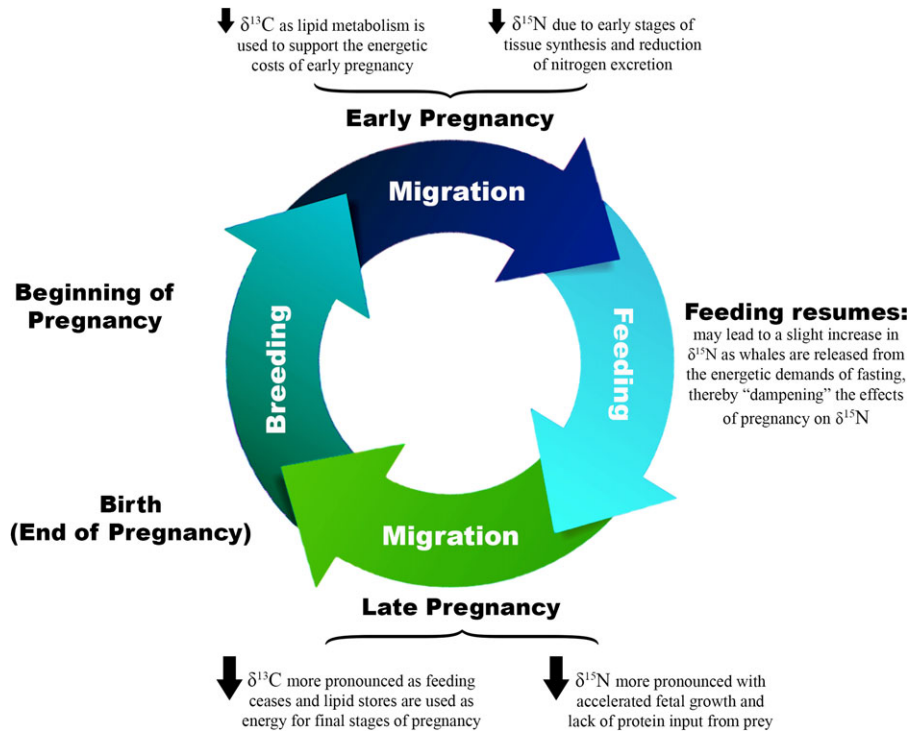 δ¹³C as lipid metabolism is
used to support the energetic
costs of early pregnancy
δ¹⁵N due to early stages of
tissue synthesis and reduction
of nitrogen excretion
Early Pregnancy
Migration
Beginning of
Pregnancy
Breeding
Feeding
Feeding resumes:
may lead to a slight increase in
δ¹⁵N as whales are released from
the energetic demands of fasting,
thereby “dampening” the effects
of pregnancy on δ¹⁵N
Birth
(End of Pregnancy)
Migration
Late Pregnancy
δ¹³C more pronounced as feeding
ceases and lipid stores are used as
energy for final stages of pregnancy
δ¹⁵N more pronounced with
accelerated fetal growth and
lack of protein input from prey